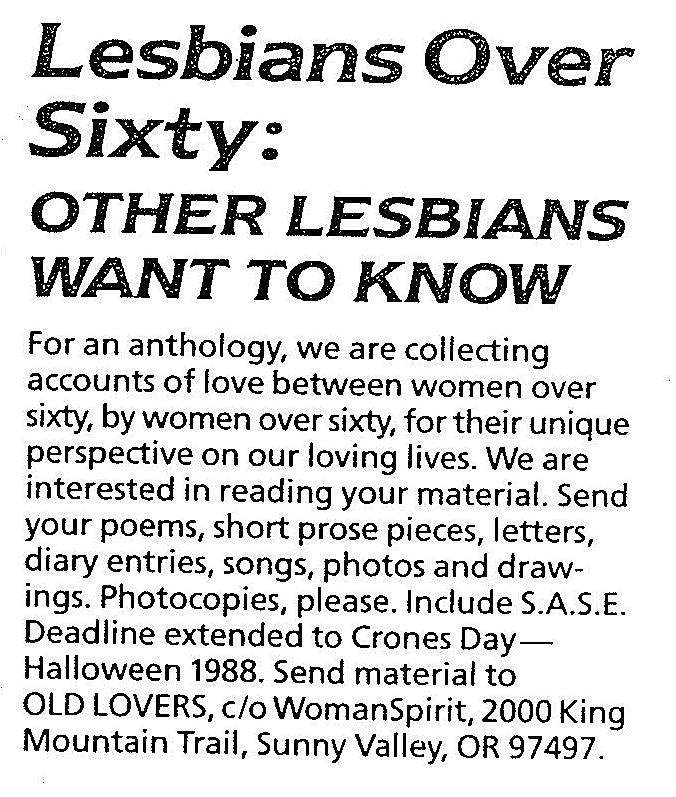 Lesbians Over
Sixty:
OTHER LESBIANS
WANT TO KNOW
For an anthology, we are collecting
accounts of love between women over
sixty, by women over sixty, for their unique
perspective on our loving lives. We are
interested in reading your material. Send
your poems, short prose pieces, letters,
diary entries, songs, photos and draw-
ings. Photocopies, please. Include S.A.S.E.
Deadline extended to Crones Day—
Halloween 1988. Send material to
OLD LOVERS, c/o WomanSpirit, 2000 King
Mountain Trail, Sunny Valley, OR 97497.